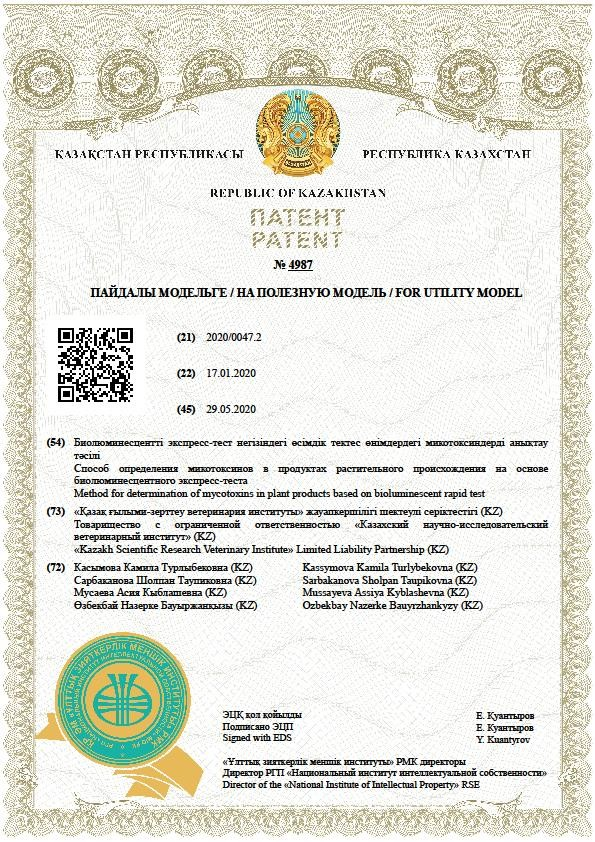 ҚАЗАҚСТАН РЕСПУБЛИКАСЫ
РЕСПУБЛИКА КАЗАХСТАН
REPUBLIC OF KAZAKHSTAN
ПАТЕНТ
PATENT
№ 4987
ПАЙДАЛЫ МОДЕЛЬГЕ / НА ПОЛЕЗНУЮ МОДЕЛЬ / FOR UTILITY MODEL
(21) 2020/0047.2
(22) 17.01.2020
(45) 29.05.2020
(54) Биолюминесцентті экспресс-тест негізіндегі өсімдік тектес өнімдердегі микотоксиндерді анықтау
тәсілі
Способ определения микотоксинов в продуктах растительного происхождения на основе
биолюминесцентного экспресс-теста
Method for determination of mycotoxins in plant products based on bioluminescent rapid test
(73) «Қазақ ғылыми-зерттеу ветеринария институты» жауапкершілігі шектеулі серіктестігі (KZ)
Товарищество с ограниченной ответственностью «Казахский научно-исследовательский
ветеринарный институт» (KZ)
«Kazakh Scientific Research Veterinary Institute» Limited Liability Partnership (KZ)
(72) Касымова Камила Турлыбековна (KZ) Kassymova Kamila Turlybekovna (KZ)
Сарбаканова Шолпан Таупиковна (KZ) Sarbakanova Sholpan Taupikovna (KZ)
Мусаева Асия Кыблашевна (KZ) Mussayeva Assiya Kyblashevna (KZ)
Өзбекбай Назерке Бауыржанқызы (KZ) Ozbekbay Nazerke Bauyrzhankyzy (KZ)
ЭЦҚ қол қойылды Е. Қуантыров
Подписано ЭЦП Е. Куантыров
Signed with EDS Y. Kuantyrov
«Ұлттық зияткерлік меншік институты» РМК директоры
Директор РГП «Национальный институт интеллектуальной собственности»
Director of the «National Institute of Intellectual Property» RSE